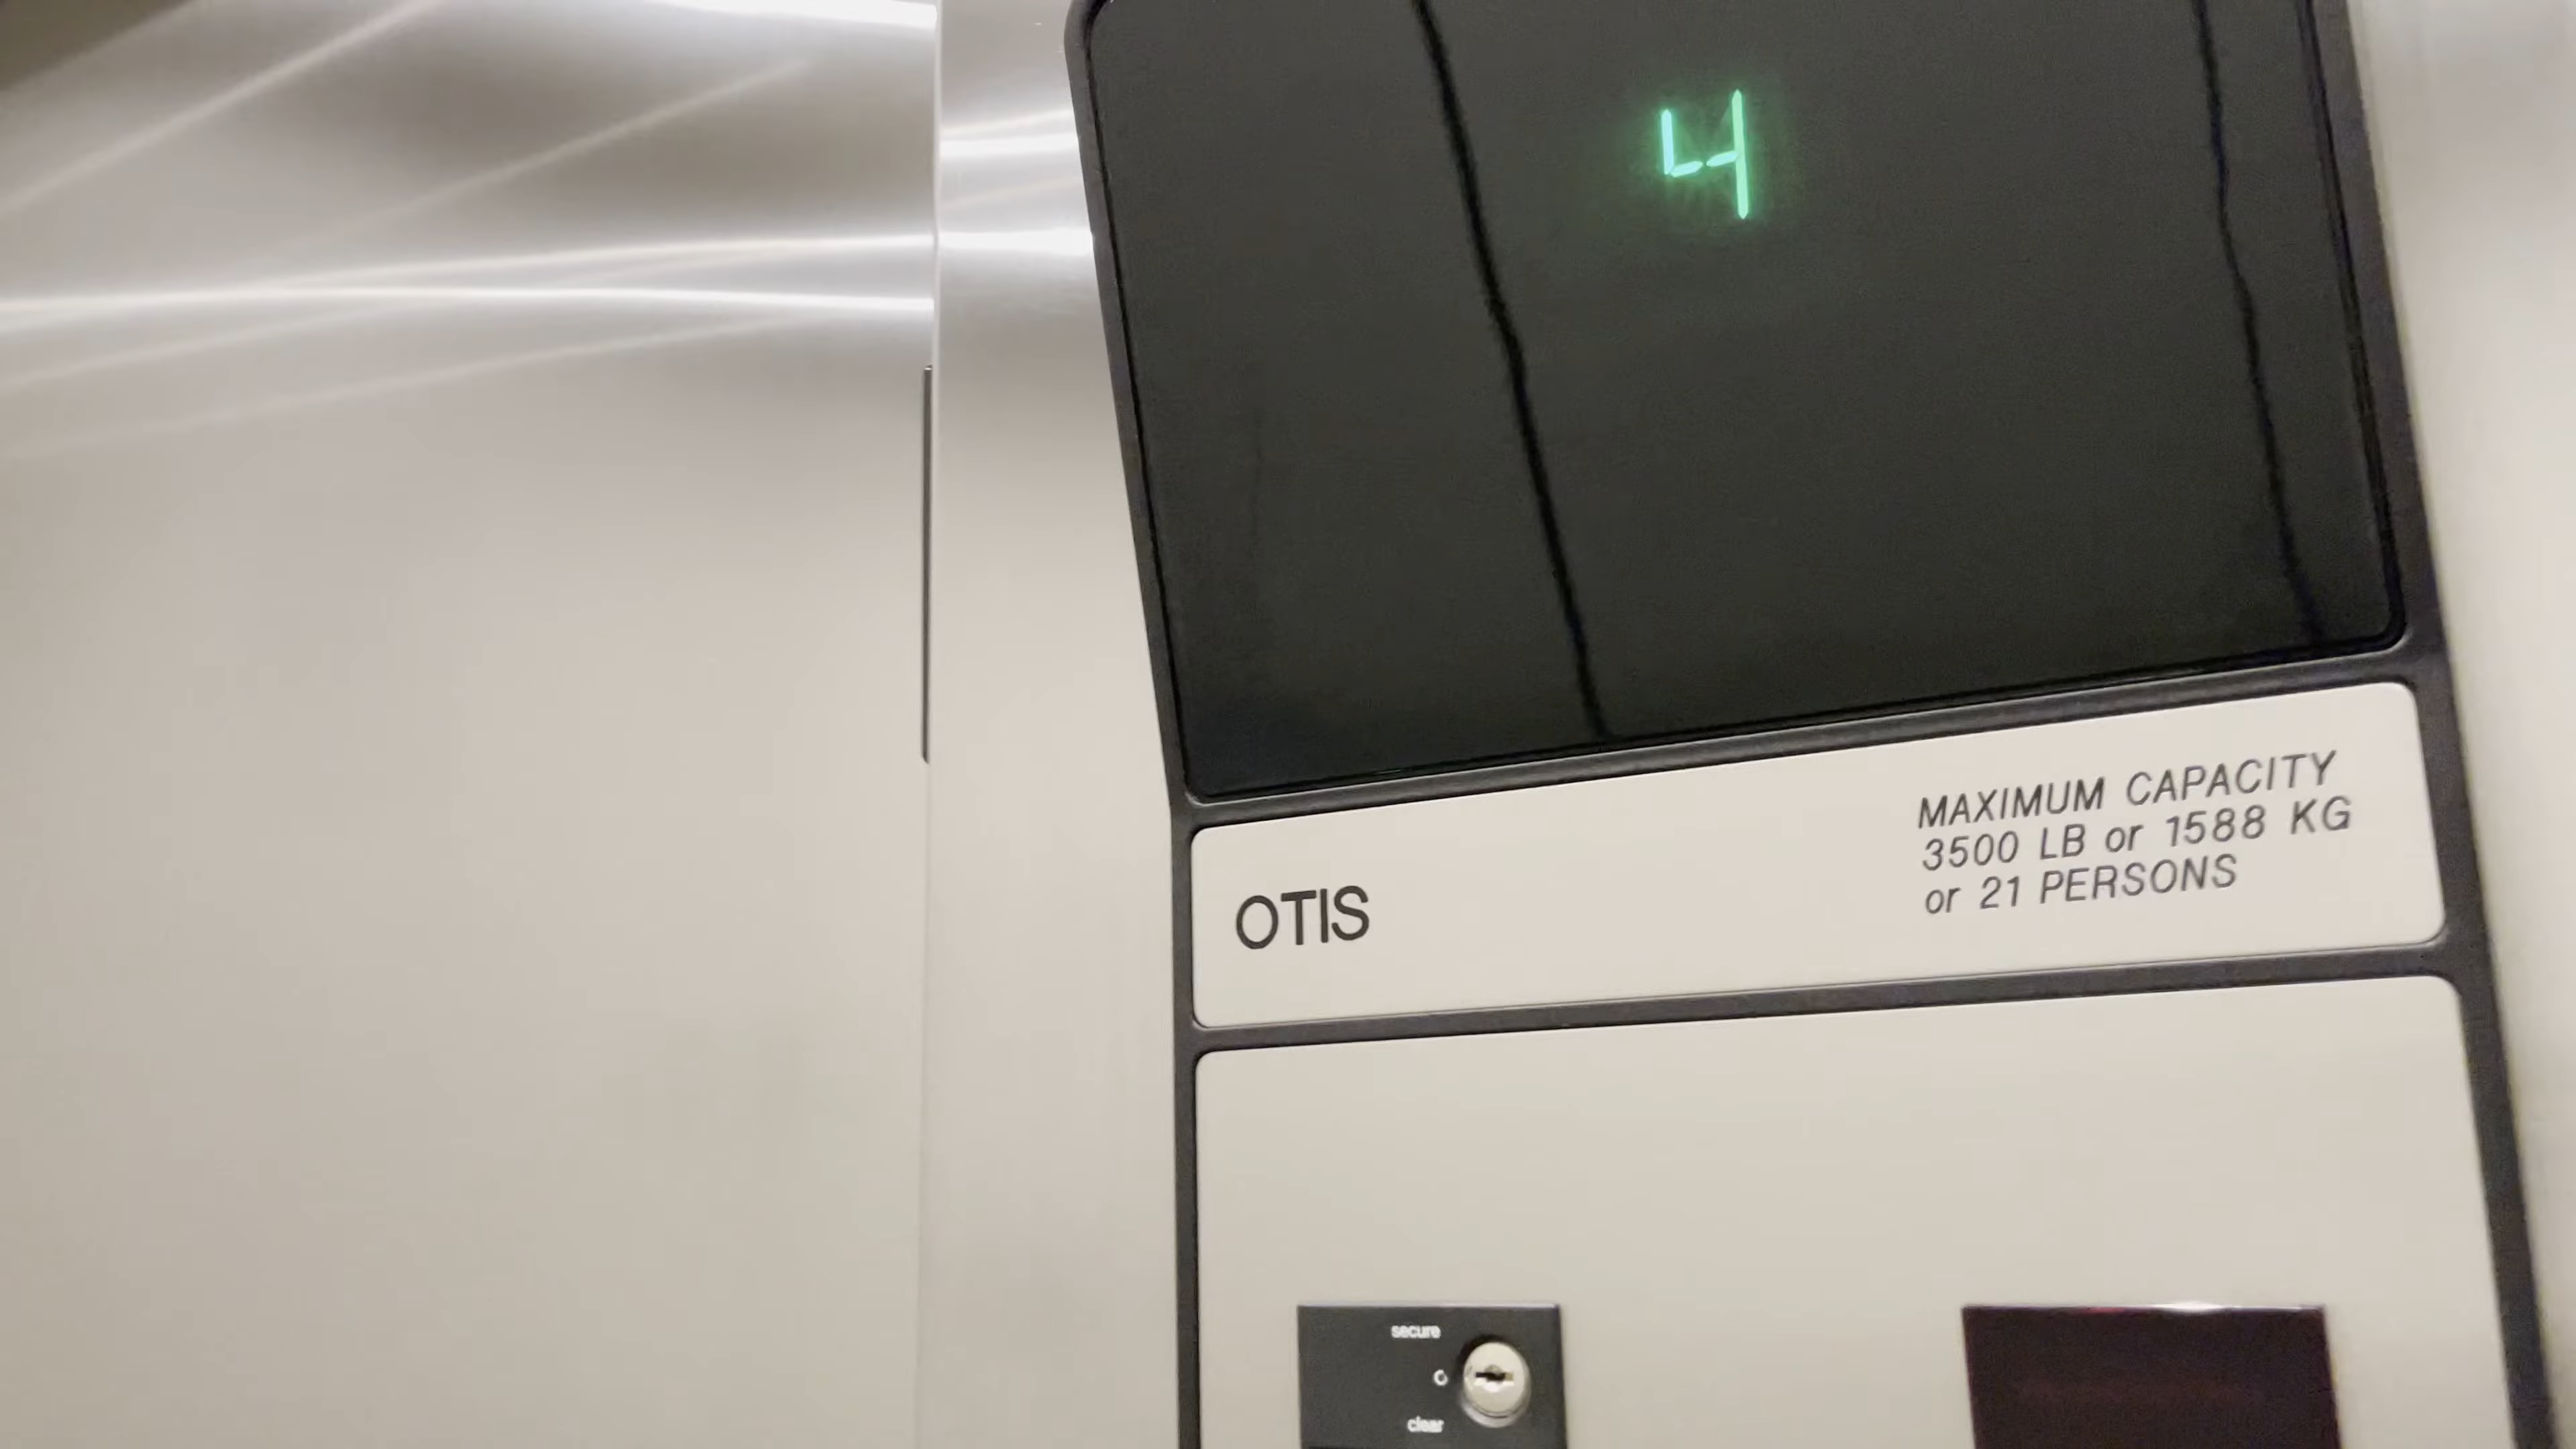 4
OTIS
MAXIMUM CAPACITY
3500 LB or 1588 KG
or 21 PERSONS
secure
clear